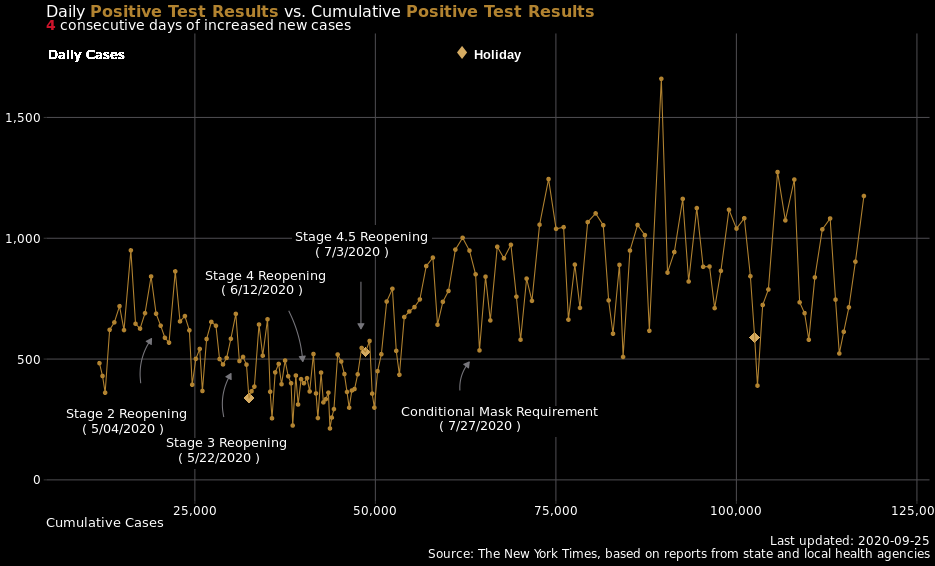 Daily Positive Test Results vs. Cumulative Positive Test Results
4 consecutive days of increased new cases
Daily Cases
Holiday
1,500
1,000
Stage 4.5 Reopening
( 7/3/2020 )
Stage 4 Reopening
( 6/12/2020 )
500
Stage 2 Reopening
( 5/04/2020 )
Conditional Mask Requirement
( 7/27/2020 )
Stage 3 Reopening
( 5/22/2020 )
0
25,000 50,000 75,000 100,000 125,00
Cumulative Cases
Last updated: 2020-09-25
Source: The New York Times, based on reports from state and local health agencies